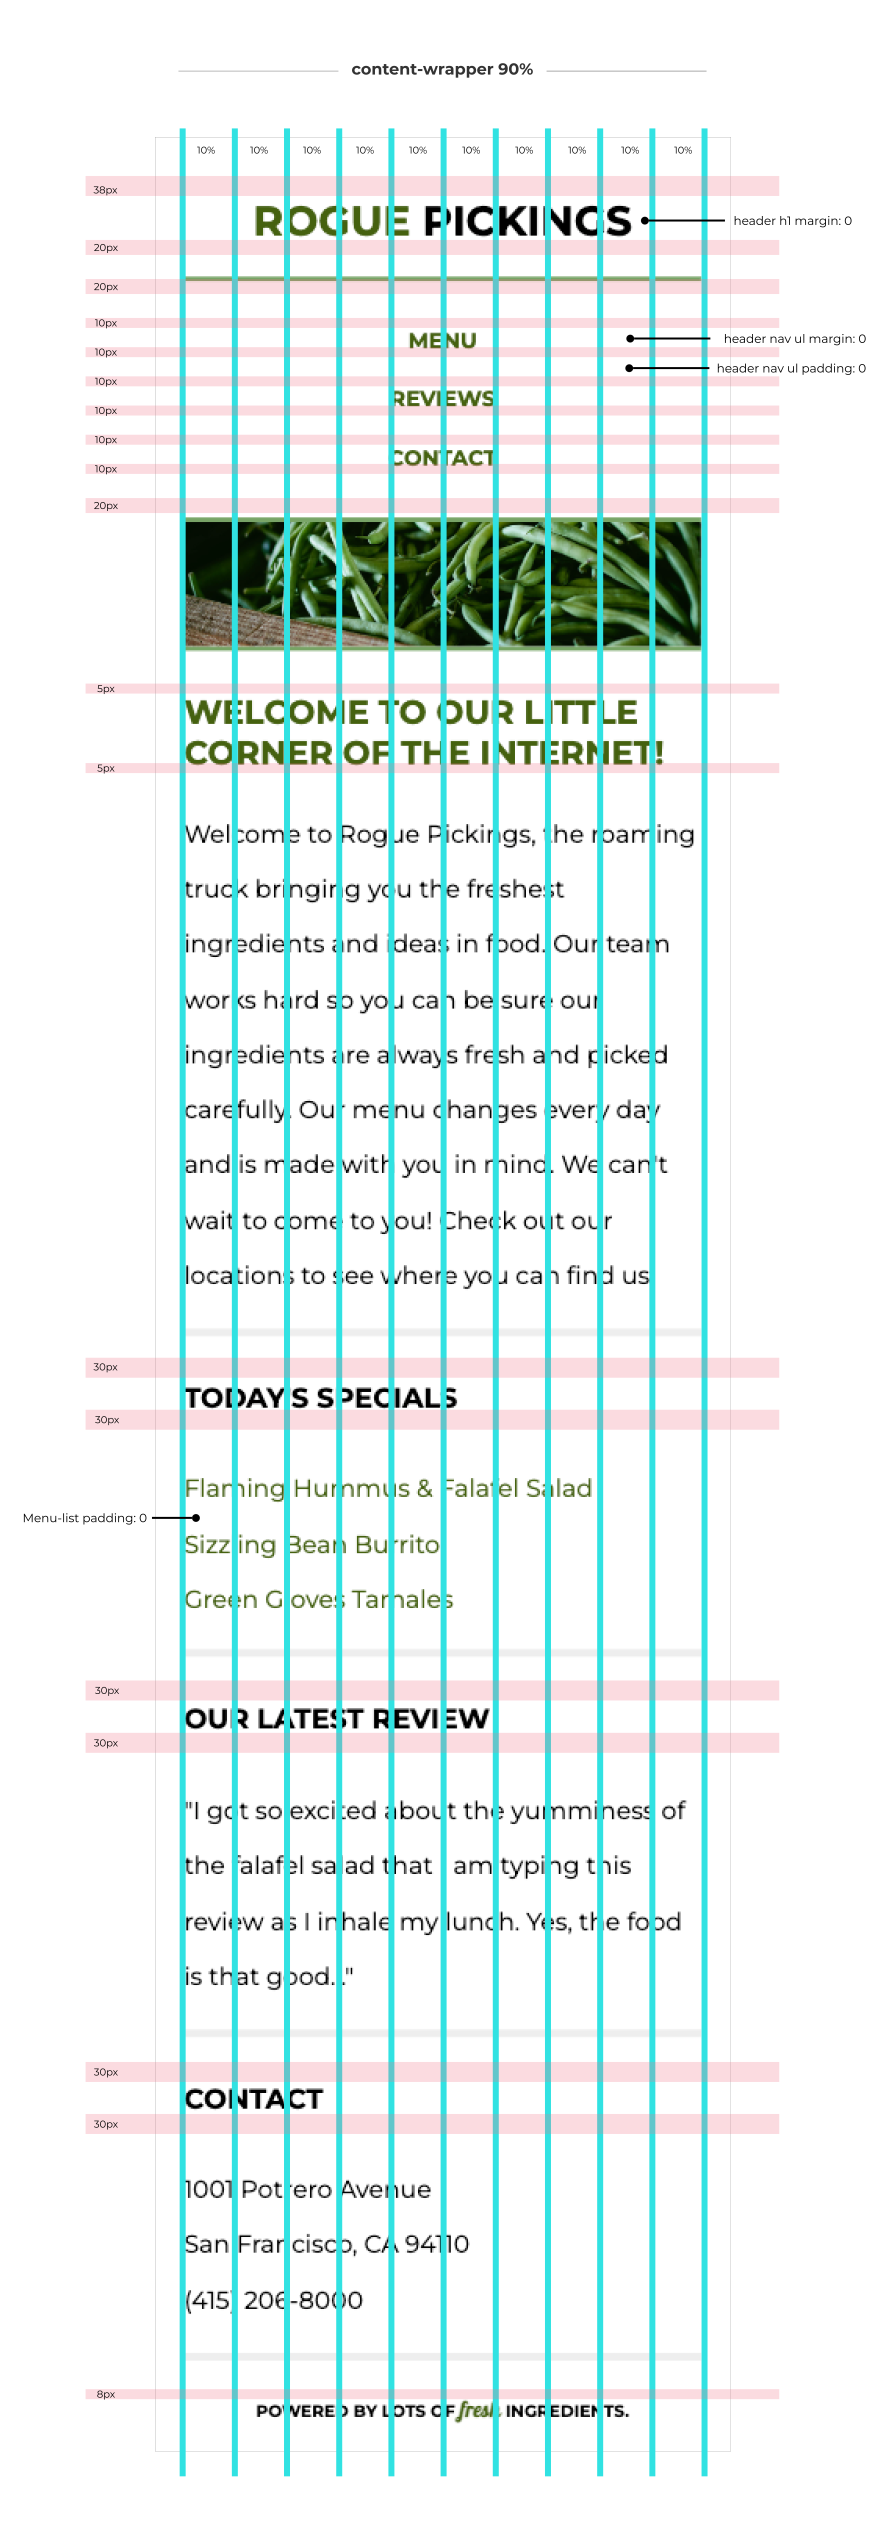 content-wrapper 90%
10% 10% 10% 10% 10% 10% 10% 10% 10% 10%
38px
ROGUE PICKINGS
header h1 margin: 0
20px
20px
10px
MENU
header nav ul margin: 0
10px
header nav ul padding: 0
10px
REVIEWS
10px
10px
CONTACT
10px
20px
5px
WELCOME TO OUR LITTLE
CORNER OF THE INTERNET!
5px
Welcome to Rogue Pickings, the roaming
truck bringing you the freshest
ingredients and ideas in food. Our team
works hard so you can be sure our
ingredients are always fresh and picked
carefully. Our menu changes every day
and is made with you in mind. We can't
wait to come to you! Check out our
locations to see where you can find us
30px
TODAY'S SPECIALS
30px
Flaming Hummus & Falafel Salad
Menu-list padding: 0
Sizzling Bean Burrito
Green Gloves Tamales
30px
OUR LATEST REVIEW
30px
"I got so excited about the yumminess of
the falafel salad that I am typing this
review as I inhale my lunch. Yes, the food
is that good..."
30px
CONTACT
30px
1001 Potrero Avenue
San Francisco, CA 94110
(415) 206-8000
8px
POWERED BY LOTS OF fresh INGREDIENTS.